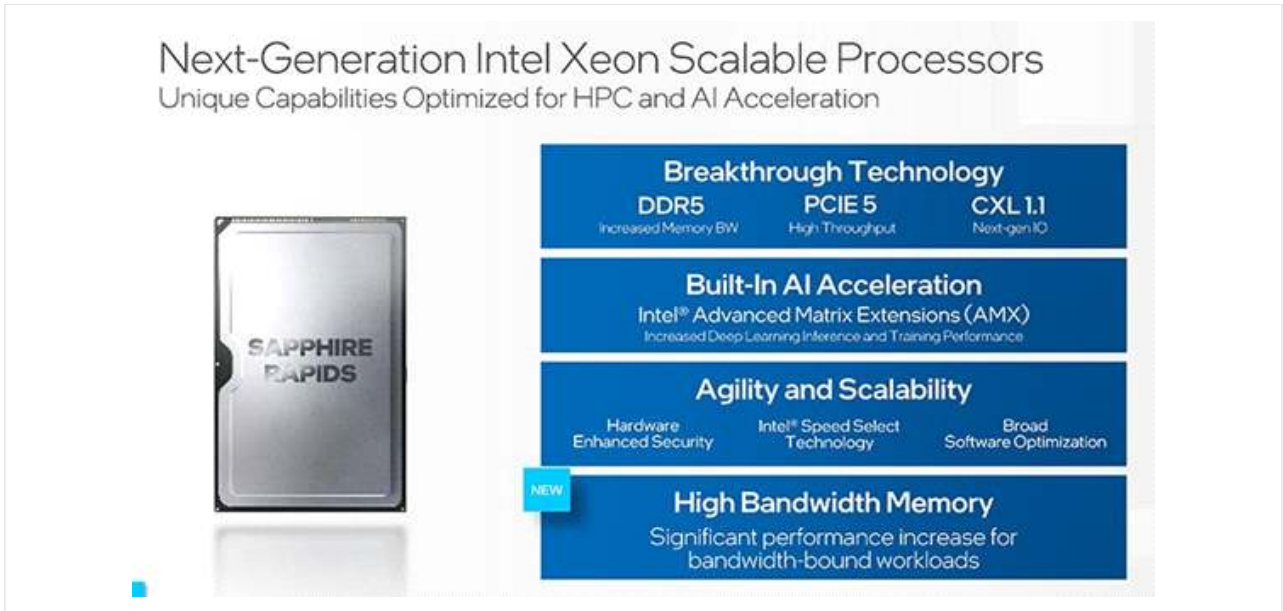 Next-Generation Intel Xeon Scalable Processors
Unique Capabilities Optimized for HPC and AI Acceleration
SAPPHIRE
RAPIDS
Breakthrough Technology
DDR5 PCIE 5 CXL 1.1
Increased Memory BW High Throughput Next-gen IO
Built-In AI Acceleration
Intel® Advanced Matrix Extensions (AMX)
Increased Deep Learning Inference and Training Performance
Agility and Scalability
Hardware Intel® Speed Select Broad
Enhanced Security Technology Software Optimization
NEW
High Bandwidth Memory
Significant performance increase for
bandwidth-bound workloads